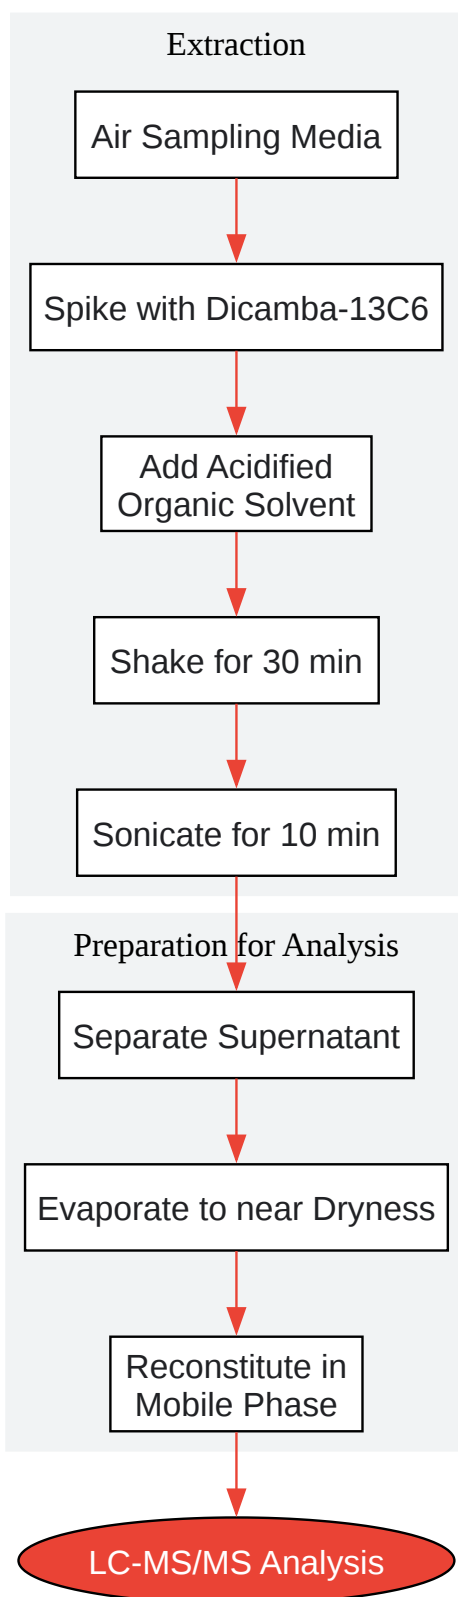 Extraction
Air Sampling Media
Spike with Dicamba-13C6
Add Acidified
Organic Solvent
Shake for 30 min
Sonicate for 10 min
Preparation for Analysis
Separate Supernatant
Evaporate to near Dryness
Reconstitute in
Mobile Phase
LC-MS/MS Analysis